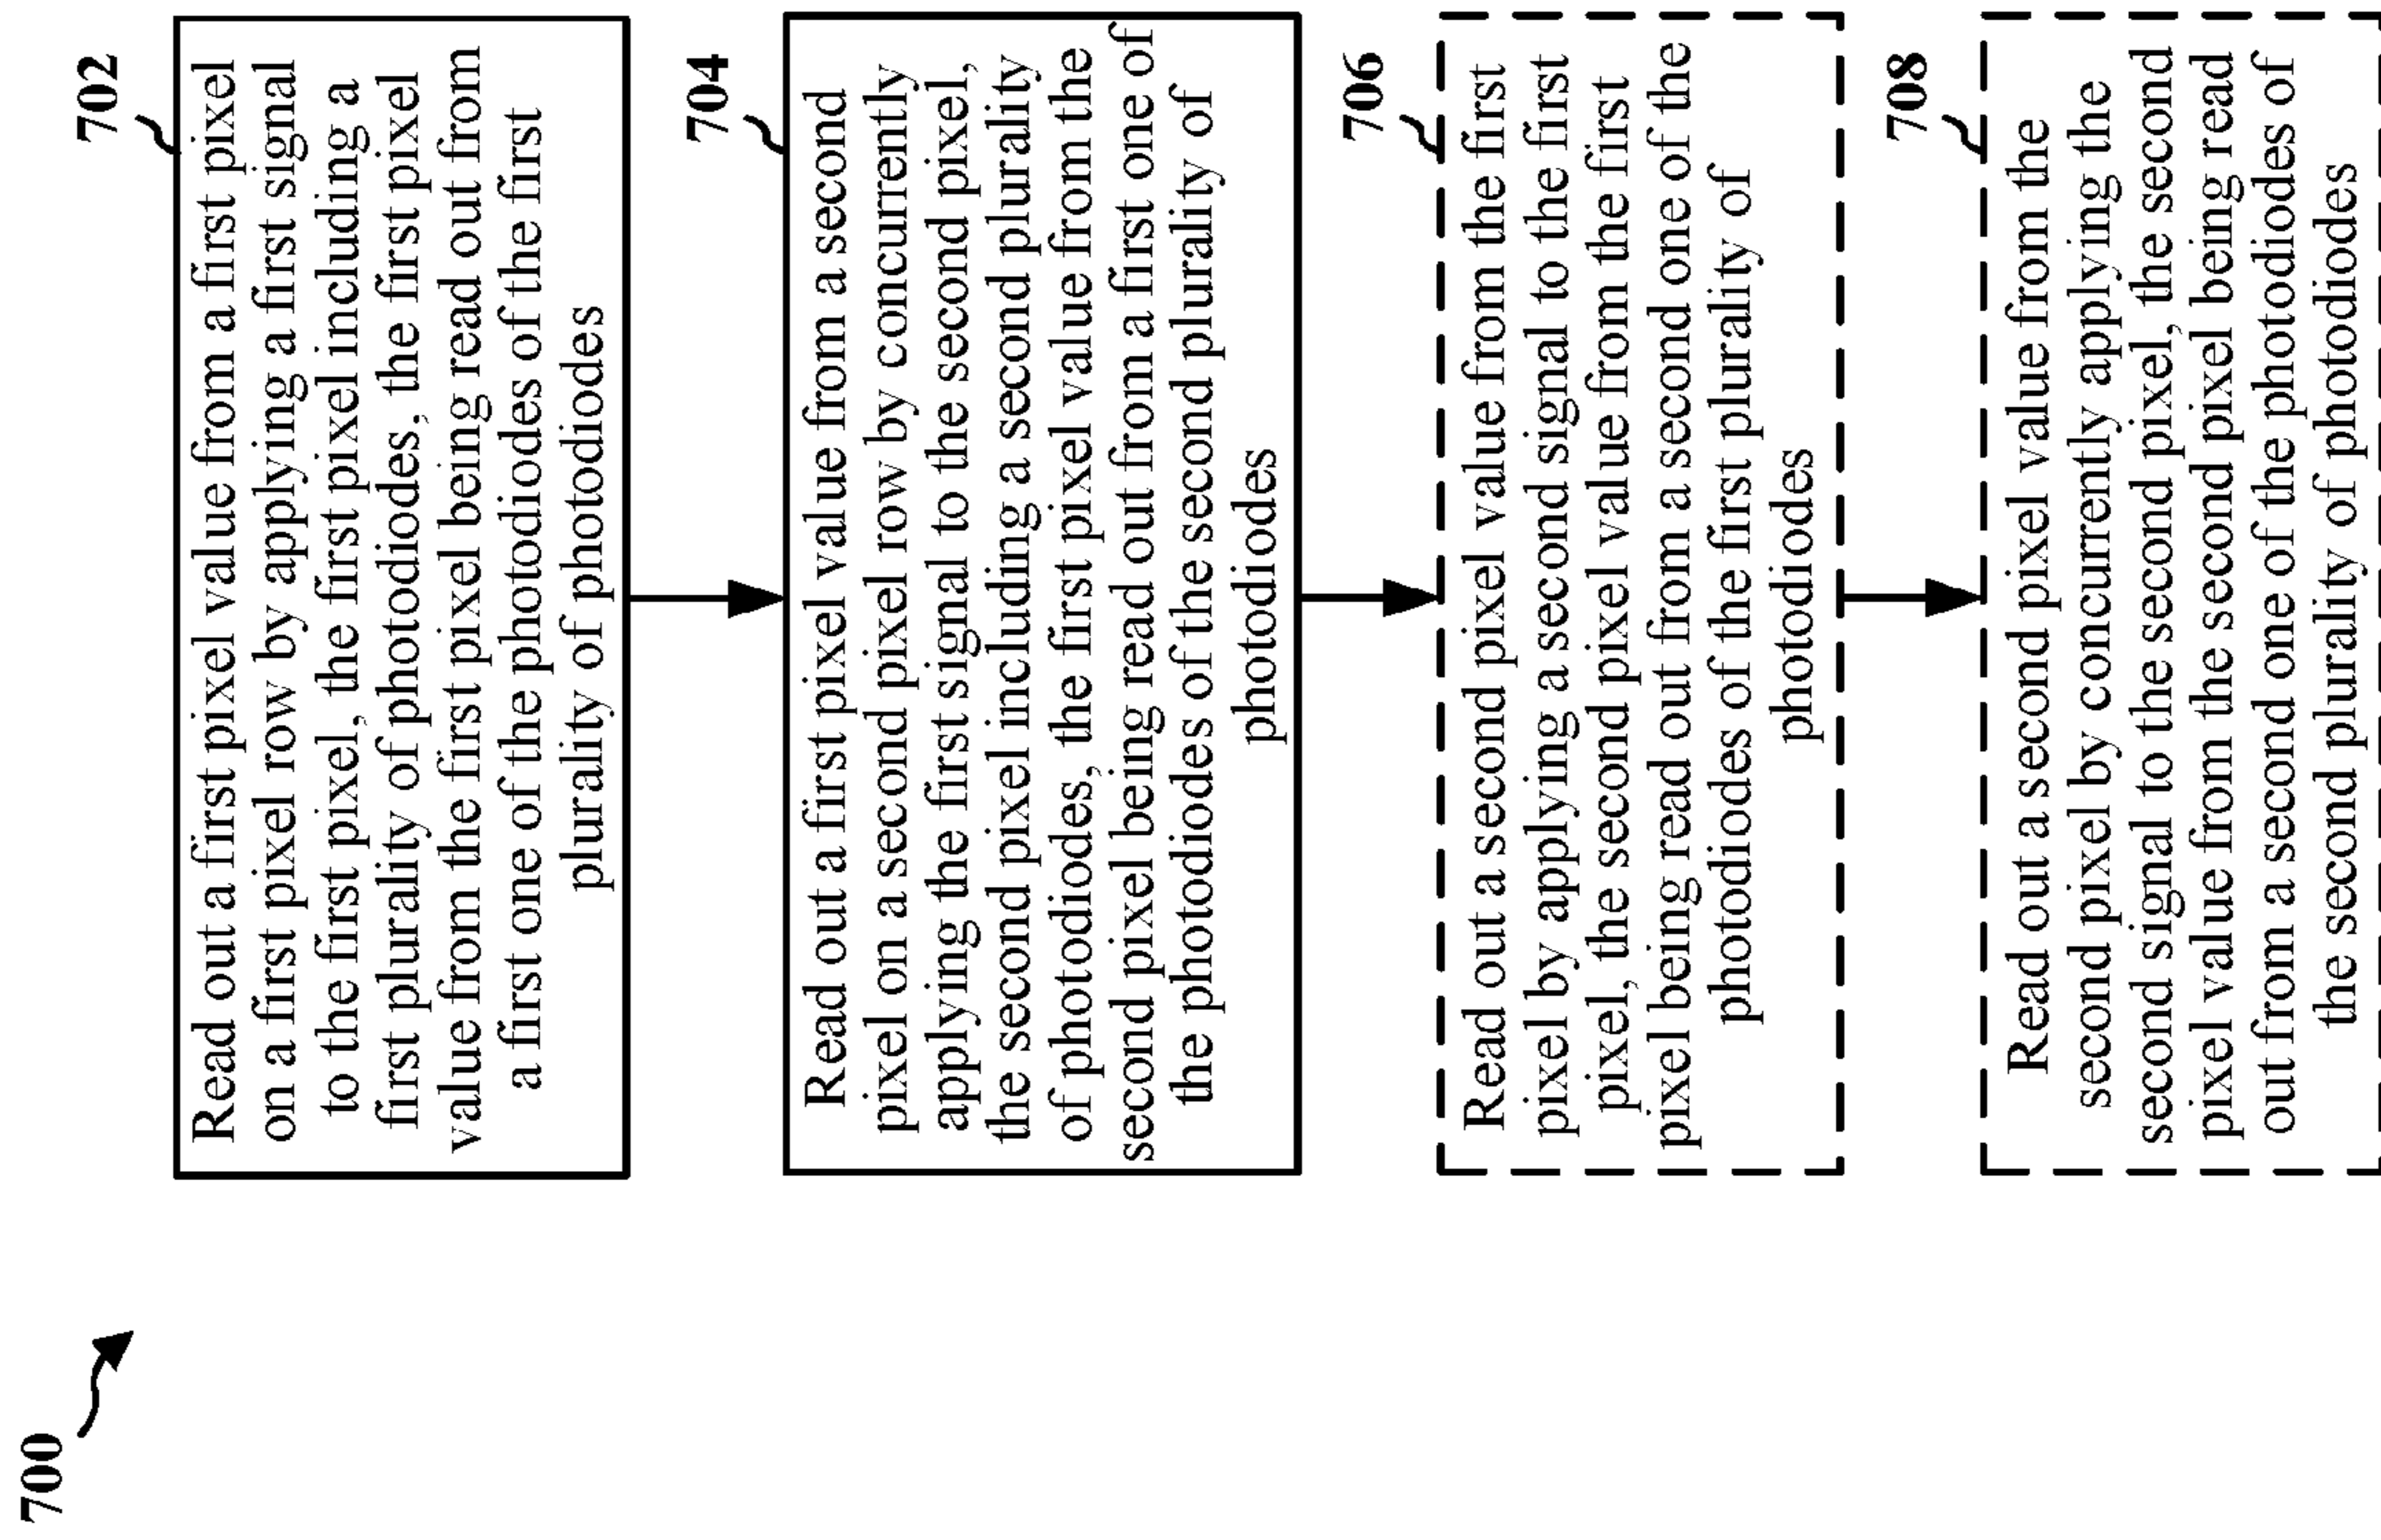 700
702
Read out a first pixel value from a first pixel
on a first pixel row by applying a first signal
to the first pixel, the first pixel including a
first plurality of photodiodes, the first pixel
value from the first pixel being read out from
a first one of the photodiodes of the first
plurality of photodiodes
704
Read out a first pixel value from a second
pixel on a second pixel row by concurrently
applying the first signal to the second pixel,
the second pixel including a second plurality
of photodiodes, the first pixel value from the
second pixel being read out from a first one of
the photodiodes of the second plurality of
photodiodes
706
Read out a second pixel value from the first
pixel by applying a second signal to the first
pixel, the second pixel value from the first
pixel being read out from a second one of the
photodiodes of the first plurality of
photodiodes
708
Read out a second pixel value from the
second pixel by concurrently applying the
second signal to the second pixel, the second
pixel value from the second pixel being read
out from a second one of the photodiodes of
the second plurality of photodiodes